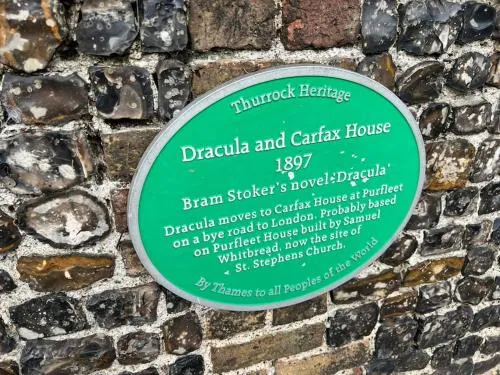 Thurrock Heritage
Dracula and Carfax House
1897
Bram Stoker's novel 'Dracula'
Dracula moves to Carfax House at Purfleet
on a bye road to London. Probably based
on Purfleet House built by Samuel
Whitbread, now the site of
St. Stephens Church.
By Thames to all Peoples of the World